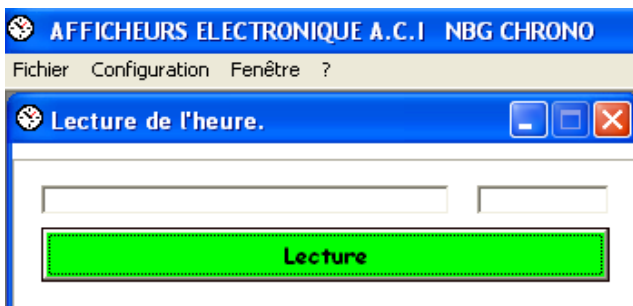 AFFICHEURS ELECTRONIQUE A.C.I NBG CHRONO
Fichier Configuration Fenêtre ?
Lecture de l'heure.
Lecture